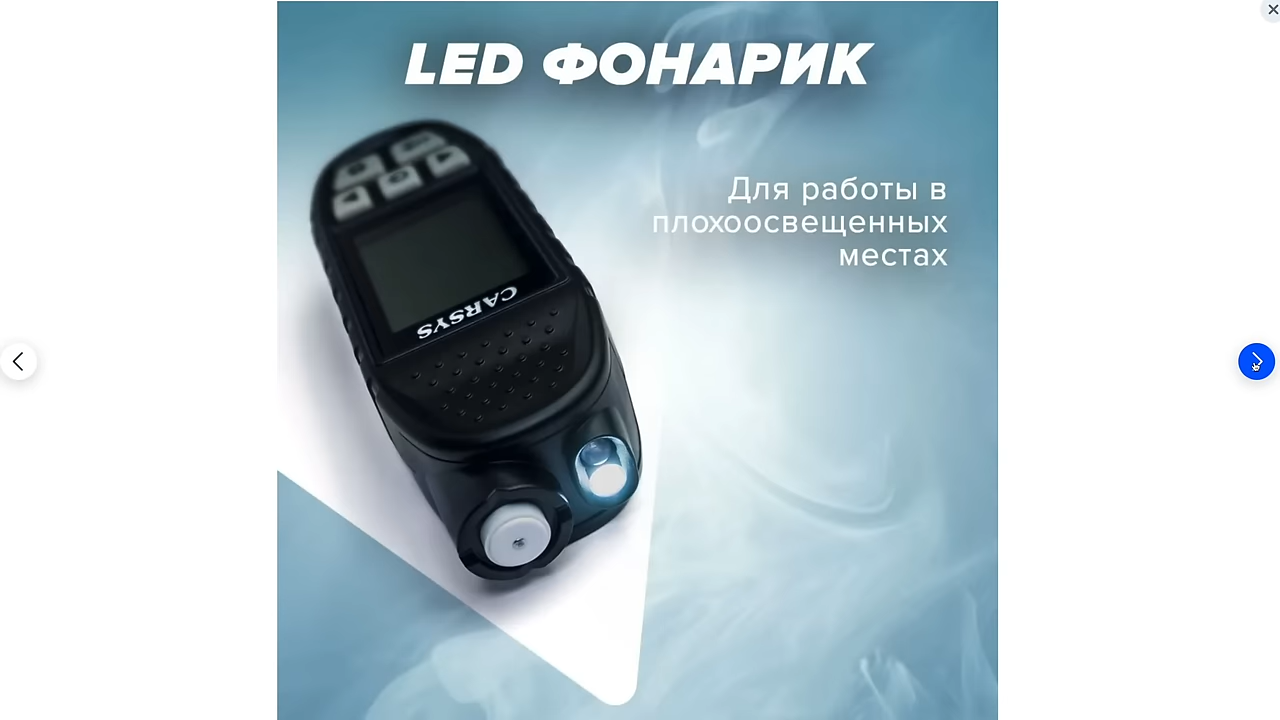 LED ФОНАРИК
Для работы в
плохоосвещенных
местах
CARSYS